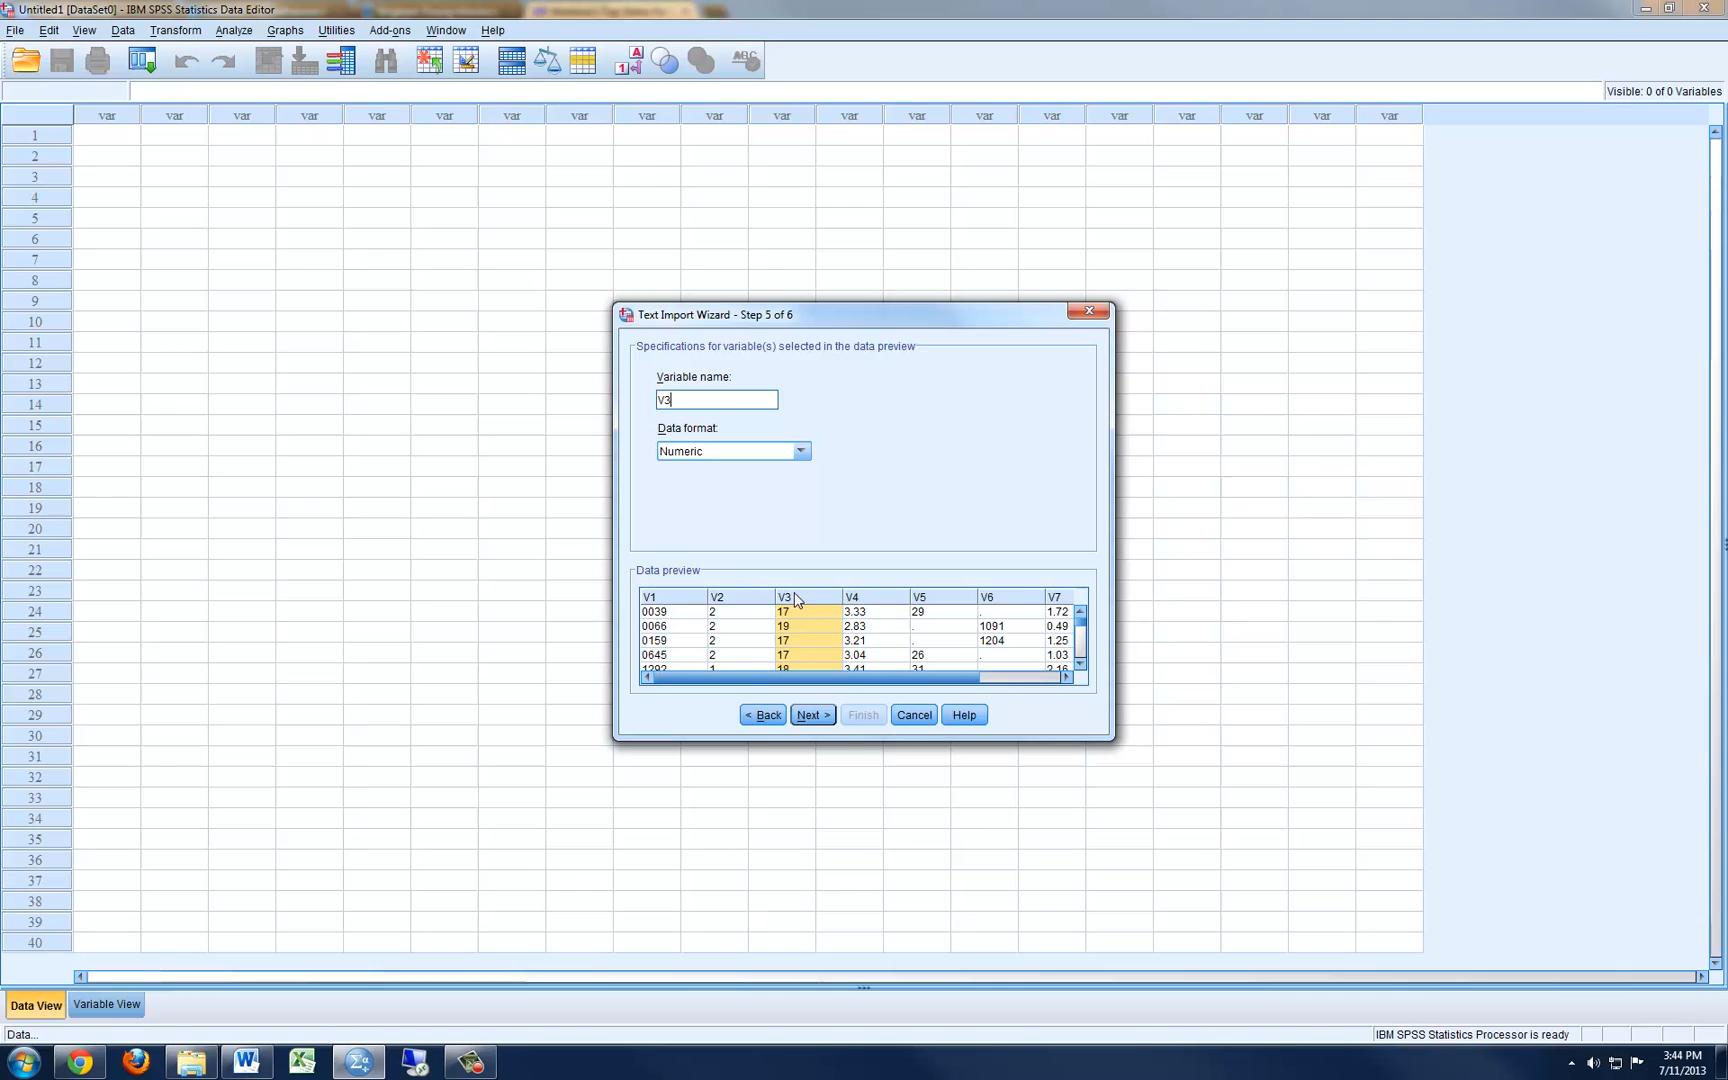 Untitled1 [DataSet0] - IBM SPSS Statistics Data Editor
File Edit View Data Transform Analyze Graphs Utilities Add-ons Window Help
Visible: 0 of 0 Variables
var var var var var var var var var var var var var var var var var var var var
1
2
3
4
5
6
7
8
9
10
11
12
13
14
15
16
17
18
19
20
21
22
23
24
25
26
27
28
29
30
31
32
33
34
35
36
37
38
39
40
Text Import Wizard - Step 5 of 6
Specifications for variable(s) selected in the data preview
Variable name:
V3
Data format:
Numeric
Data preview
V1 V2 V3 V4 V5 V6 V7
0039 2 17 3.33 29 . 1.72
0066 2 19 2.83 . 1091 0.49
0159 2 17 3.21 . 1204 1.25
0645 2 17 3.04 26 . 1.03
1292 1 18 3.41 31 2.16
< Back Next > Finish Cancel Help
Data View Variable View
Data...
IBM SPSS Statistics Processor is ready
3:44 PM
7/11/2013